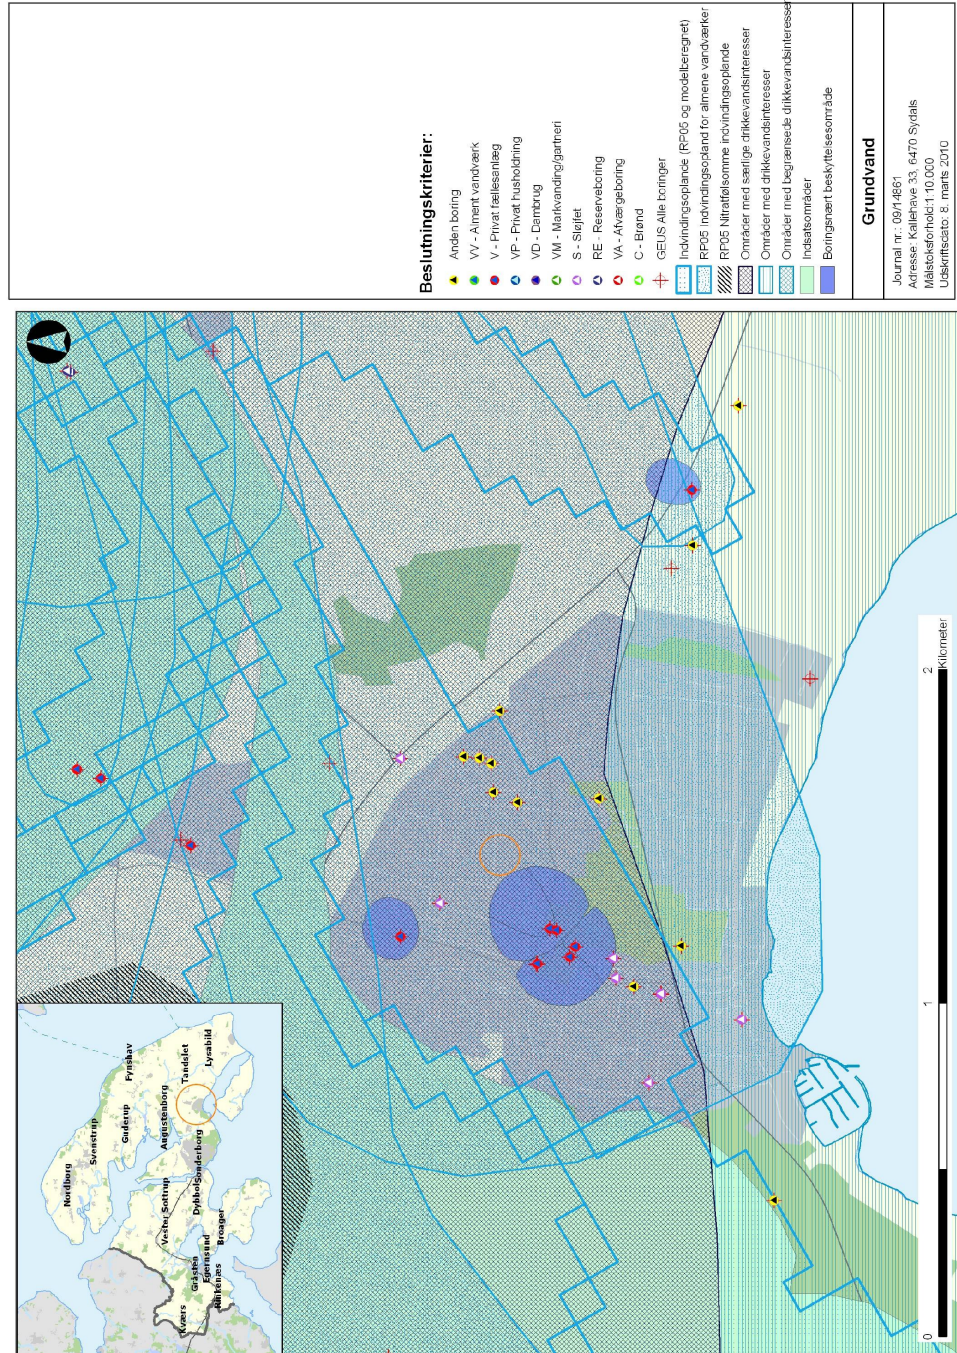 Beslutningskriterier:
Anden boring
VV - Alment vandværk
V - Privat fællesanlæg
VP - Privat husholdning
VD - Dambrug
VM - Markvanding/gartneri
S - Sløjfet
RE - Reserveboring
VA - Afværgeboring
C - Brønd
GEUS Alle boringer
Indvindingsoplande (RP05 og modelberegnet)
RP05 Indvindingsopland for almene vandværker
RP05 Nitratfølsomme indvindingsoplande
Områder med særlige drikkevandsinteresser
Områder med drikkevandsinteresser
Områder med begrænsede drikkevandsinteresser
Indsatsområder
Boringsnært beskyttelsesområde
Grundvand
Journal nr.: 09/14861
Adresse: Kallehave 33, 6470 Sydals
Målstoksforhold:1:10.000
Udskriftsdato: 8. marts 2010
Nordborg
Svenstrup
Guderup
Fynshav
Augustenborg
Tandslet
Lysabild
Vester Sottrup
Dybbøl
Sønderborg
Gråsten
Egernsund
Broager
Rinkenæs
Kværs
0
1
2
Kilometer